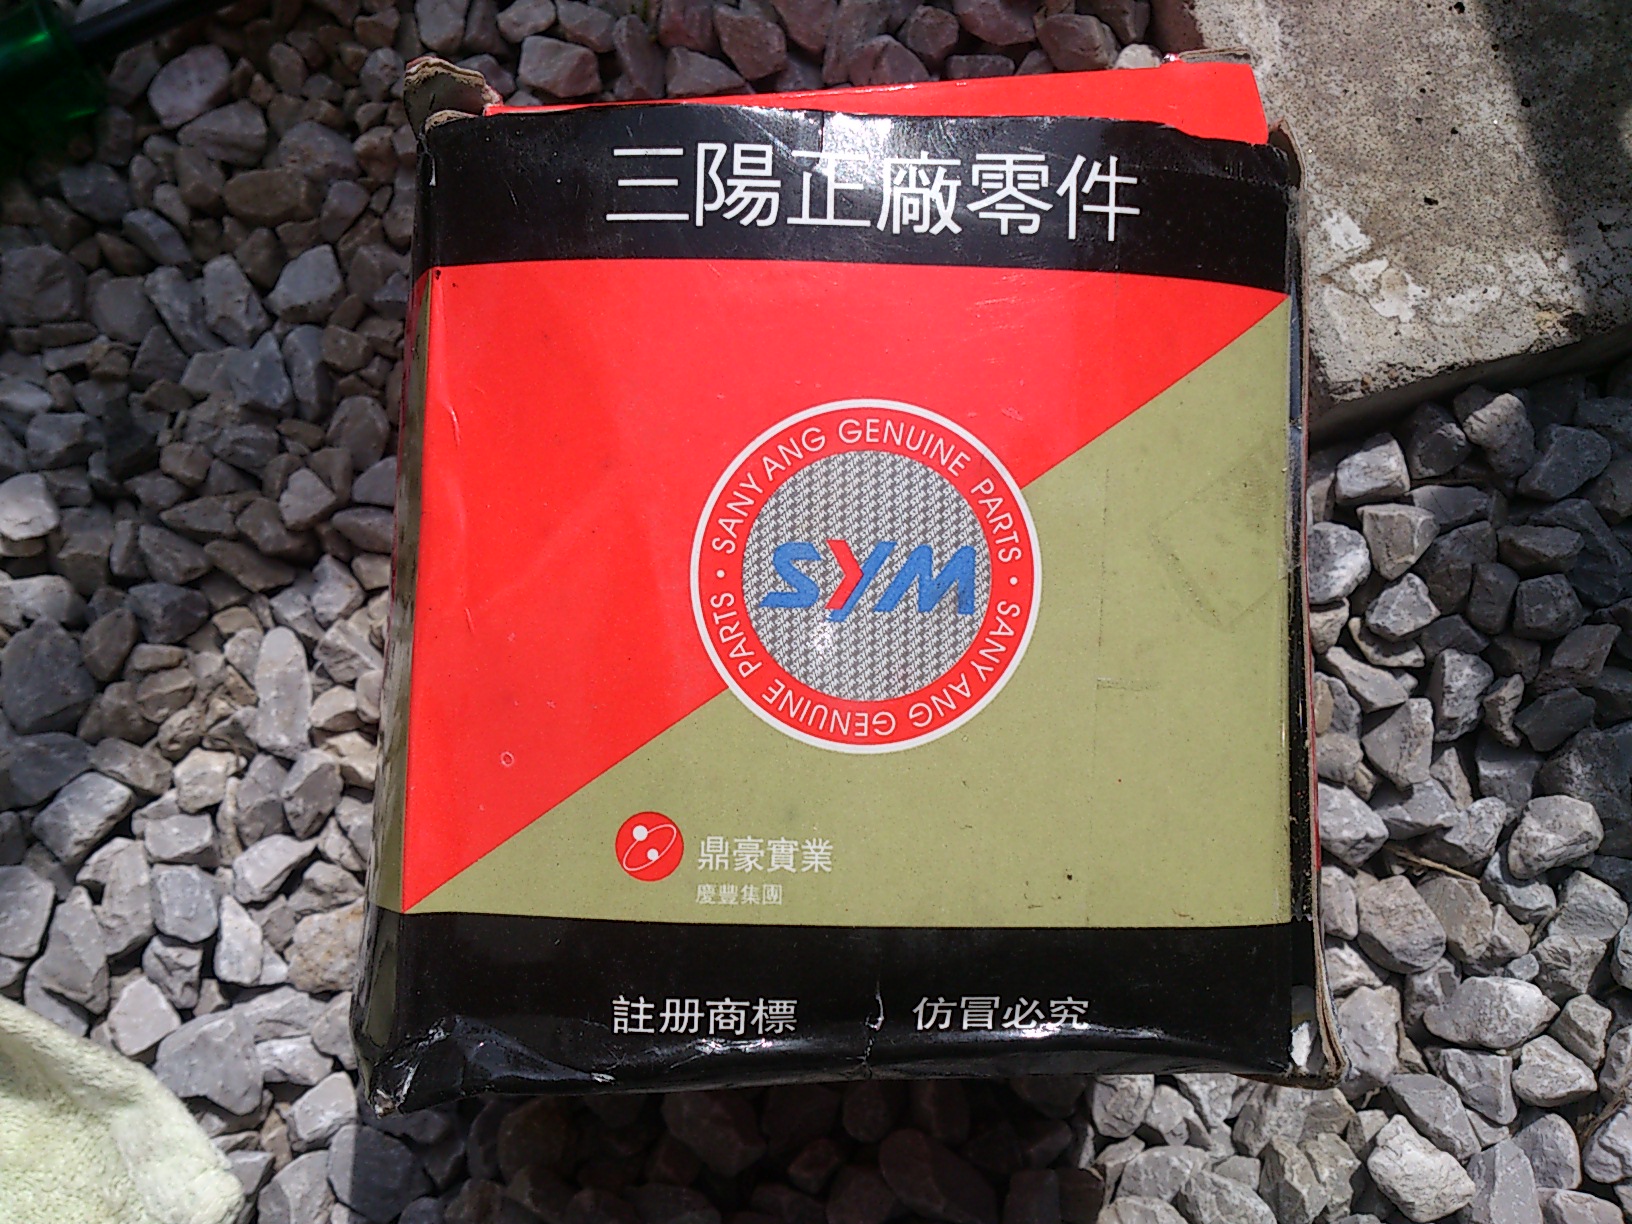 三陽正廠零件
SANYANG GENUINE PARTS • SANYANG GENUINE PARTS •
SYM
鼎豪實業
慶豐集團
註册商標 仿冒必究